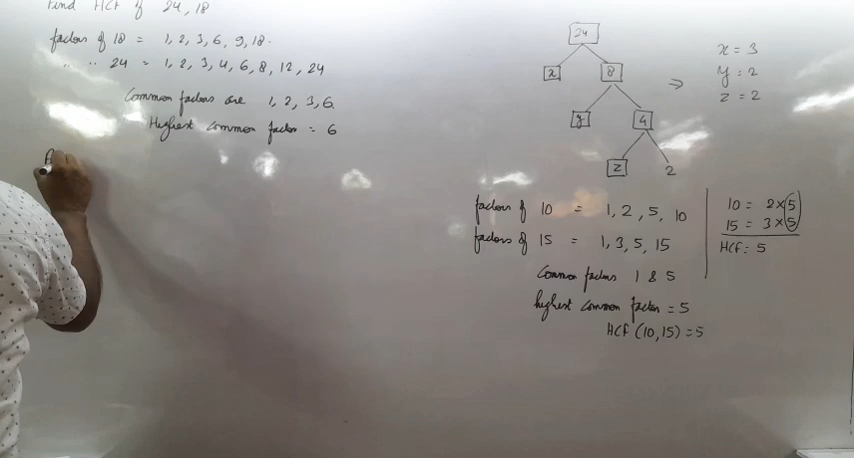 Find HCF of 24, 18
factors of 18 = 1, 2, 3, 6, 9, 18.
" " 24 = 1, 2, 3, 4, 6, 8, 12, 24
Common factors are 1, 2, 3, 6.
Highest common factor = 6
24
x 8
y 4
z 2
⇒ x = 3
y = 2
z = 2
factors of 10 = 1, 2, 5, 10
factors of 15 = 1, 3, 5, 15
Common factors 1 & 5
highest common factor = 5
HCF (10, 15) = 5
10 = 2 × 5
15 = 3 × 5
HCF = 5